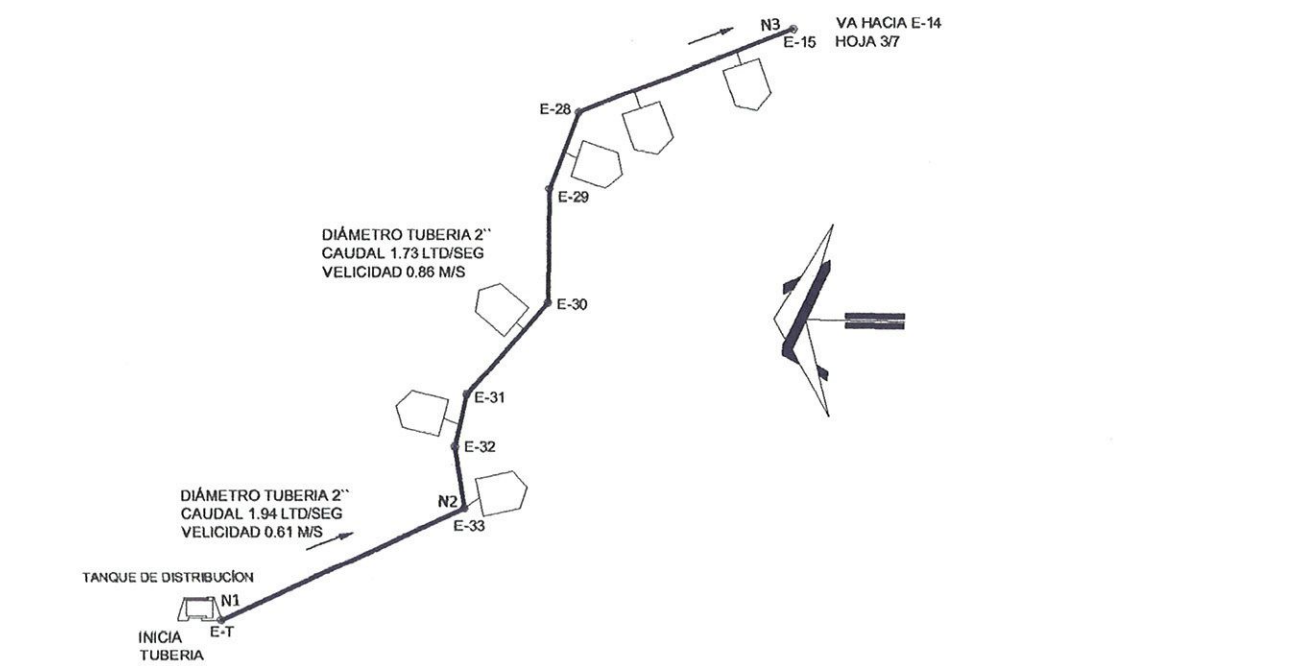 N3
E-15
VA HACIA E-14
HOJA 3/7
E-28
E-29
DIÁMETRO TUBERIA 2``
CAUDAL 1.73 LTD/SEG
VELICIDAD 0.86 M/S
E-30
E-31
E-32
N2
E-33
DIÁMETRO TUBERIA 2``
CAUDAL 1.94 LTD/SEG
VELICIDAD 0.61 M/S
TANQUE DE DISTRIBUCÍON
N1
E-T
INICIA
TUBERIA